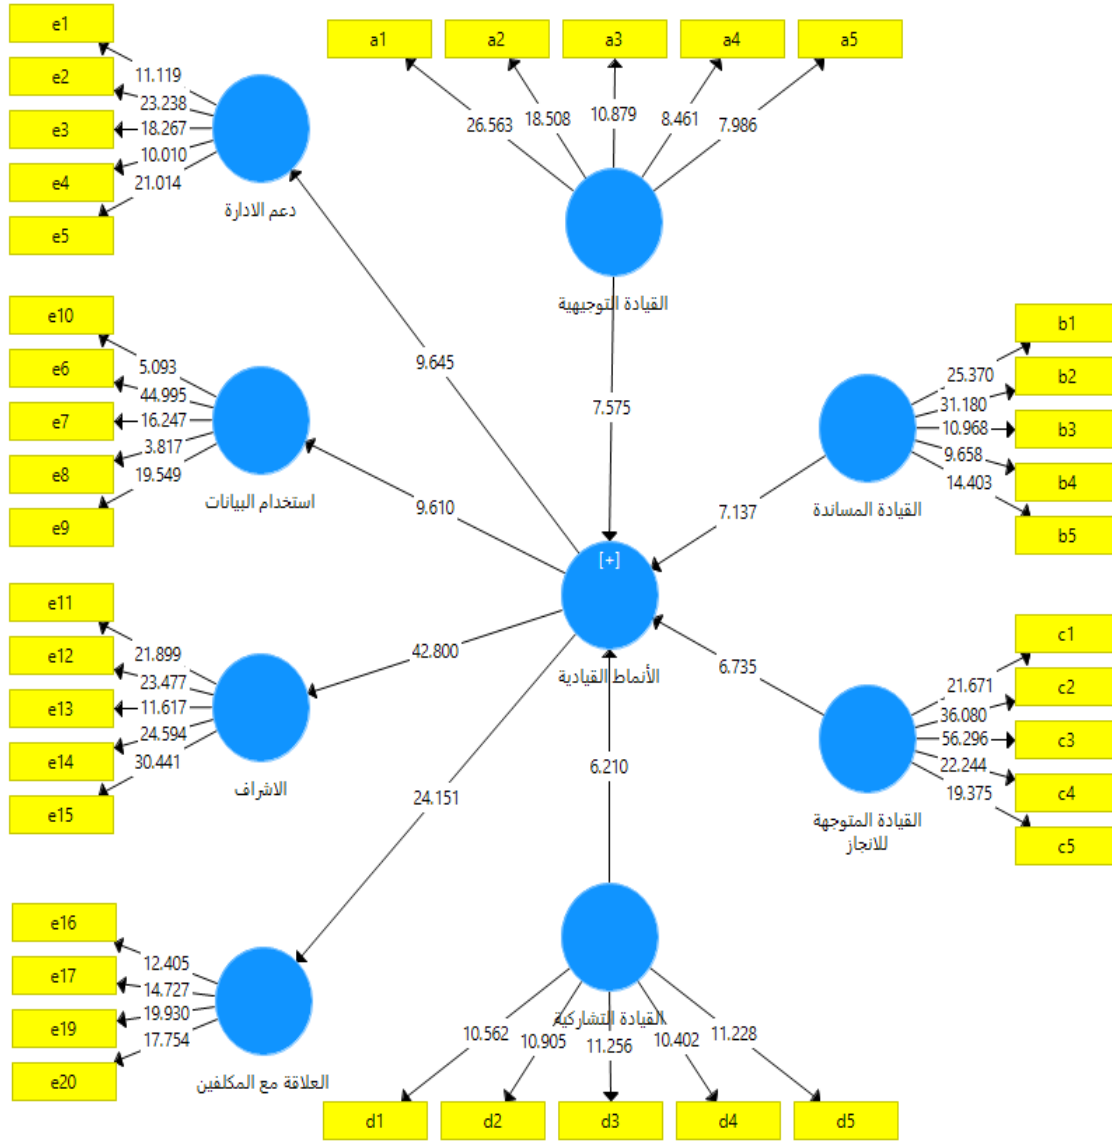 e1
e2
e3
e4
e5
11.119
23.238
18.267
10.010
21.014
دعم الادارة
a1
a2
a3
a4
a5
26.563
18.508
10.879
8.461
7.986
القيادة التوجيهية
e10
e6
e7
e8
e9
5.093
44.995
16.247
3.817
19.549
استخدام البيانات
9.645
7.575
9.610
b1
b2
b3
b4
b5
25.370
31.180
10.968
9.658
14.403
القيادة المساندة
7.137
[+]
الأنماط القيادية
e11
e12
e13
e14
e15
21.899
23.477
11.617
24.594
30.441
الاشراف
42.800
24.151
6.210
6.735
c1
c2
c3
c4
c5
21.671
36.080
56.296
22.244
19.375
القيادة المتوجهة
للانجاز
e16
e17
e19
e20
12.405
14.727
19.930
17.754
العلاقة مع المكلفين
القيادة التشاركية
10.562
10.905
11.256
10.402
11.228
d1
d2
d3
d4
d5